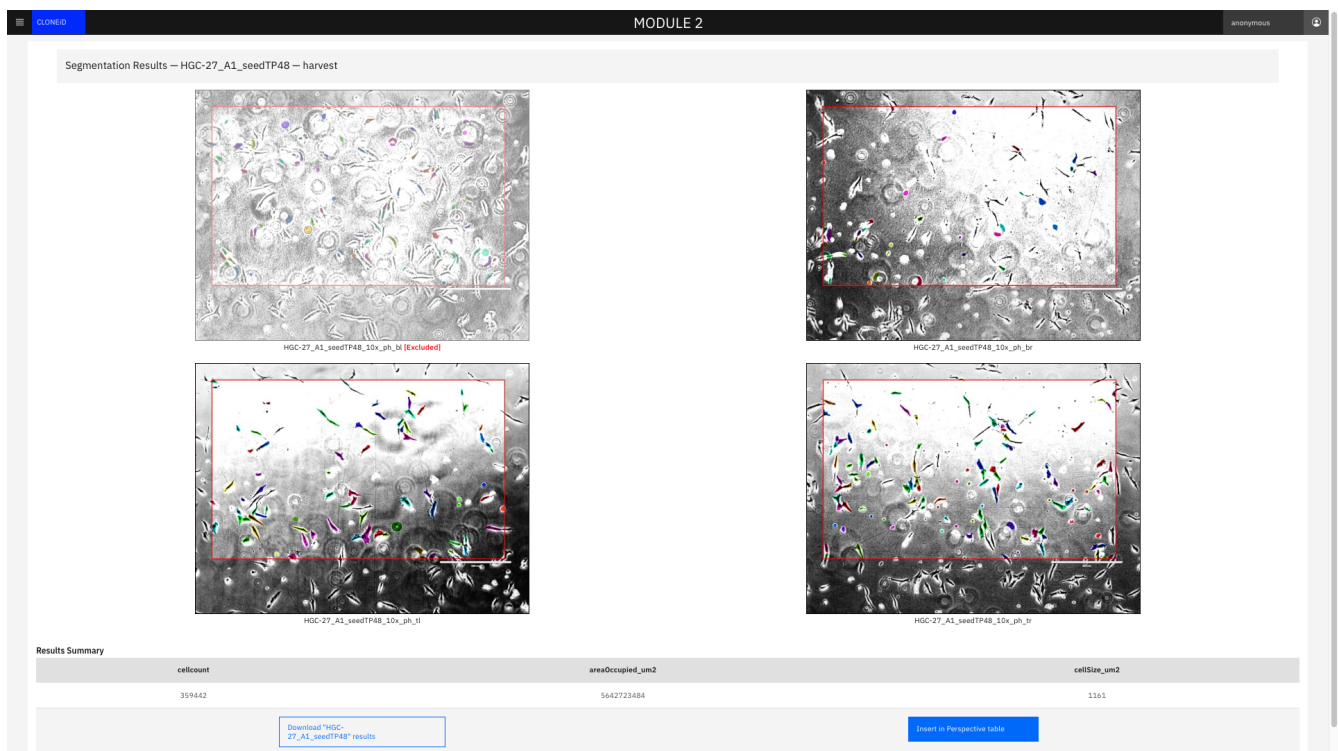 CLONEiD
MODULE 2
anonymous
Segmentation Results — HGC-27_A1_seedTP48 — harvest
HGC-27_A1_seedTP48_10x_ph_bl [Excluded]
HGC-27_A1_seedTP48_10x_ph_br
HGC-27_A1_seedTP48_10x_ph_tl
HGC-27_A1_seedTP48_10x_ph_tr
Results Summary
cellcount areaOccupied_um2 cellSize_um2
359442 5642723484 1161
Download "HGC-
27_A1_seedTP48" results
Insert in Perspective table